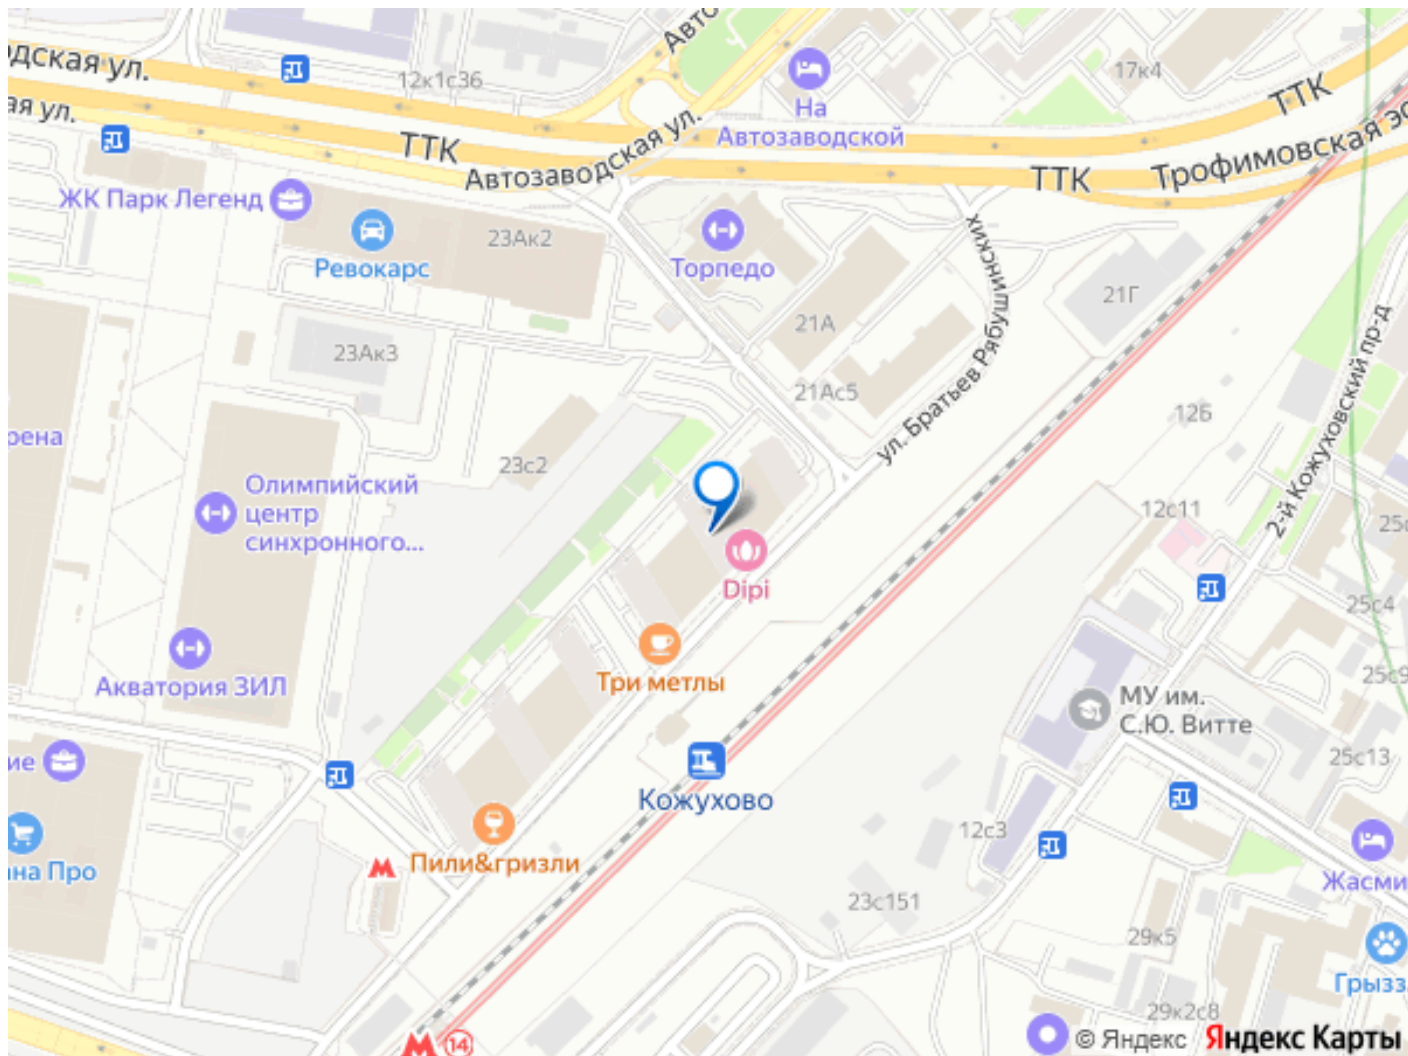 Авто
дская ул.
12к1с36
17к4
На
Автозаводской
ТТК
ая ул.
ТТК
Автозаводская ул.
ТТК
Трофимовская эс
ЖК Парк Легенд
23Ак2
Ревокарс
Торпедо
ул. Братьев Рябушинских
21Г
21А
23Ак3
21Ас5
2-й Кожуховский пр-д
12Б
рена
23с2
Олимпийский
центр
синхронного...
12с11
25с
Dipi
25с4
Три метлы
25с9
Акватория ЗИЛ
МУ им.
С.Ю. Витте
ие
25с13
Кожухово
12с3
Пили&гризли
на Про
Жасми
23с151
29к5
Грызз
29к2с8
14
© Яндекс Яндекс Карты